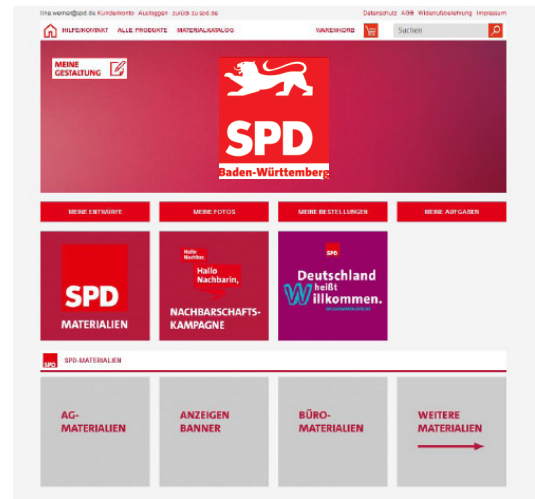 tina.werner@spd.de Kundenkonto Ausloggen zurück zu spd.de
Datenschutz AGB Widerrufsbelehrung Impressum
HILFE/KONTAKT ALLE PRODUKTE MATERIALKATALOG
WARENKORB
Suchen
MEINE
GESTALTUNG
SPD
Baden-Württemberg
MEINE ENTWÜRFE
MEINE FOTOS
MEINE BESTELLUNGEN
MEINE AUFGABEN
SPD
MATERIALIEN
Hallo
Nachbar,
Hallo
Nachbarin,
NACHBARSCHAFTS-
KAMPAGNE
SPD
Deutschland
heißt
Willkommen.
SPD
SPD-MATERIALIEN
AG-
MATERIALIEN
ANZEIGEN
BANNER
BÜRO-
MATERIALIEN
WEITERE
MATERIALIEN